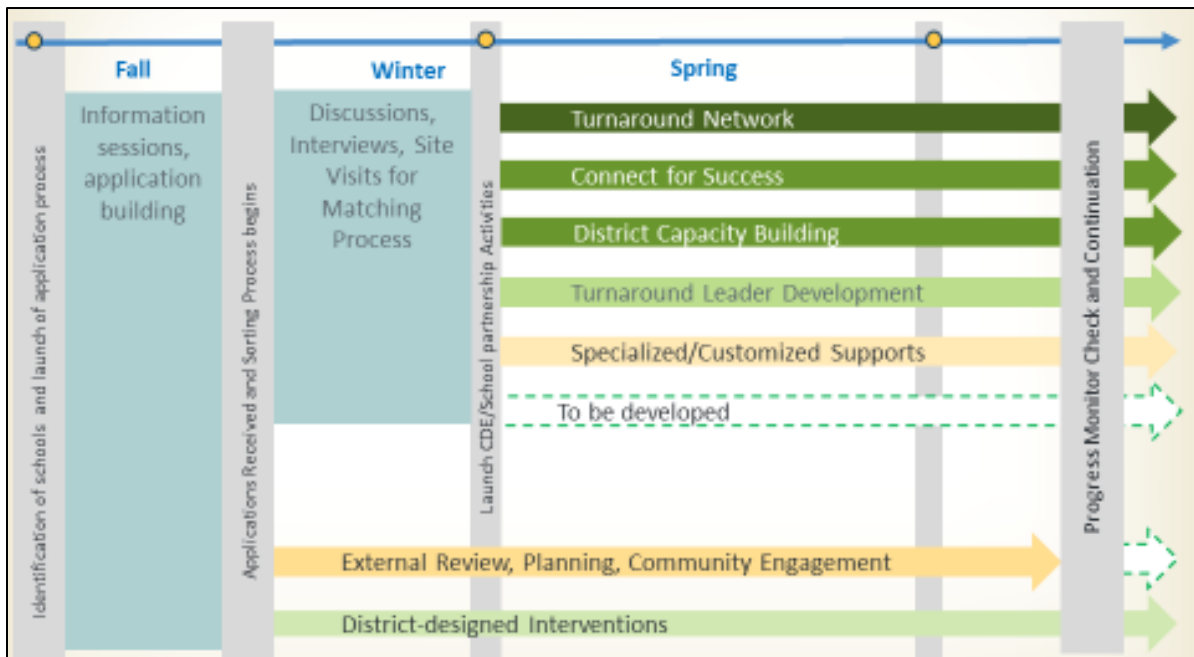 Fall
Winter
Spring
Identification of schools and launch of application process
Information
sessions,
application
building
Applications Received and Sorting Process begins
Discussions,
Interviews, Site
Visits for
Matching
Process
Launch CDE/School partnership Activities
Turnaround Network
Connect for Success
District Capacity Building
Turnaround Leader Development
Specialized/Customized Supports
To be developed
External Review, Planning, Community Engagement
District-designed Interventions
Progress Monitor Check and Continuation